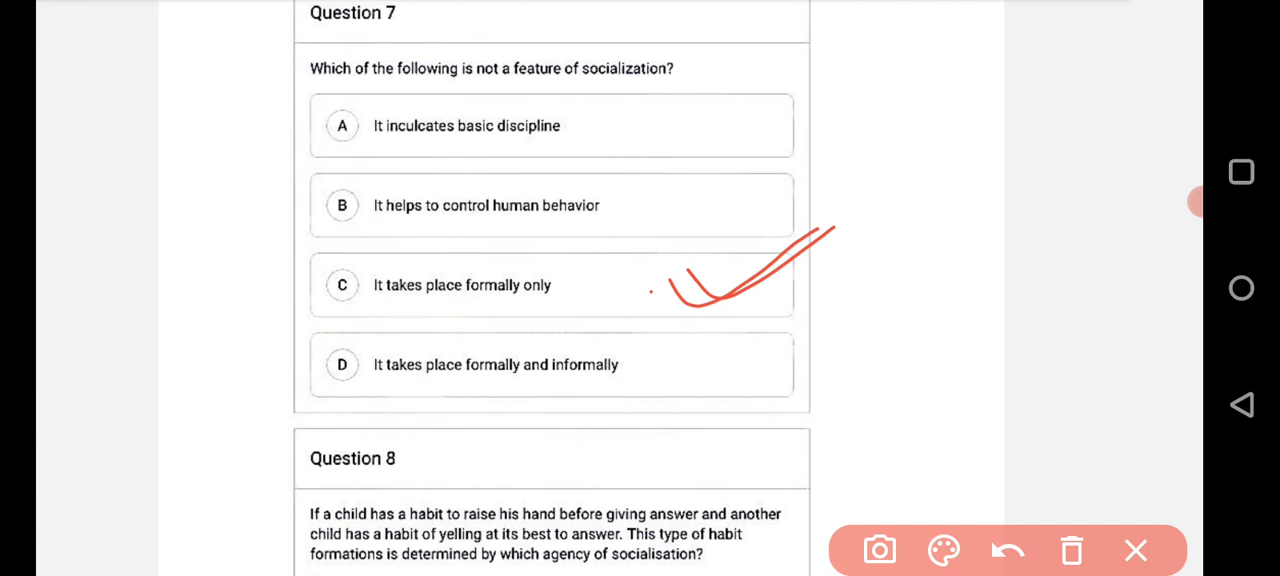 Question 7
Which of the following is not a feature of socialization?
A It inculcates basic discipline
B It helps to control human behavior
C It takes place formally only
D It takes place formally and informally
Question 8
If a child has a habit to raise his hand before giving answer and another
child has a habit of yelling at its best to answer. This type of habit
formations is determined by which agency of socialisation?